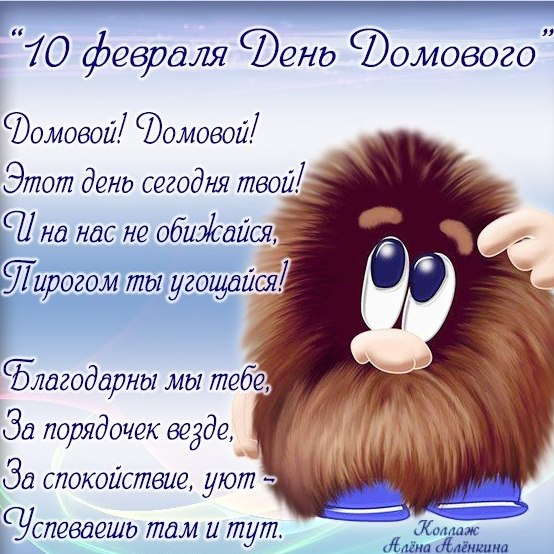 "10 февраля День Домового"
Домовой! Домовой!
Этот день сегодня твой!
И на нас не обижайся,
Пирогом ты угощайся!
Благодарны мы тебе,
За порядочек везде,
За спокойствие, уют -
Успеваешь там и тут.
Коллаж
Алёна Алёнкина